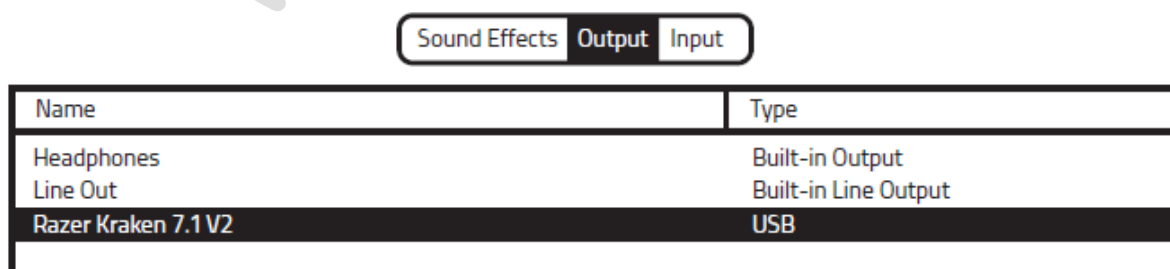 Sound Effects Output Input
Name Type
Headphones Built-in Output
Line Out Built-in Line Output
Razer Kraken 7.1 V2 USB